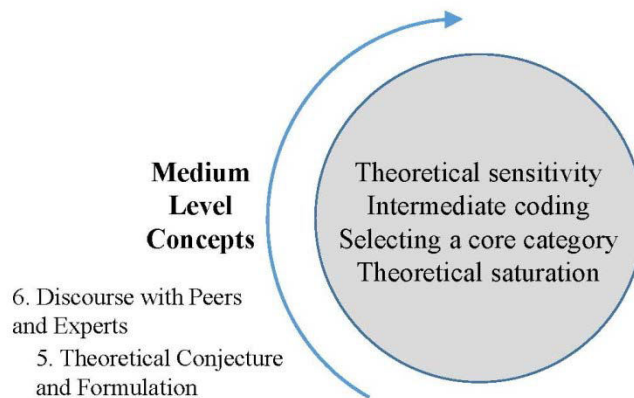 Medium
Level
Concepts
Theoretical sensitivity
Intermediate coding
Selecting a core category
Theoretical saturation
6. Discourse with Peers
and Experts
5. Theoretical Conjecture
and Formulation